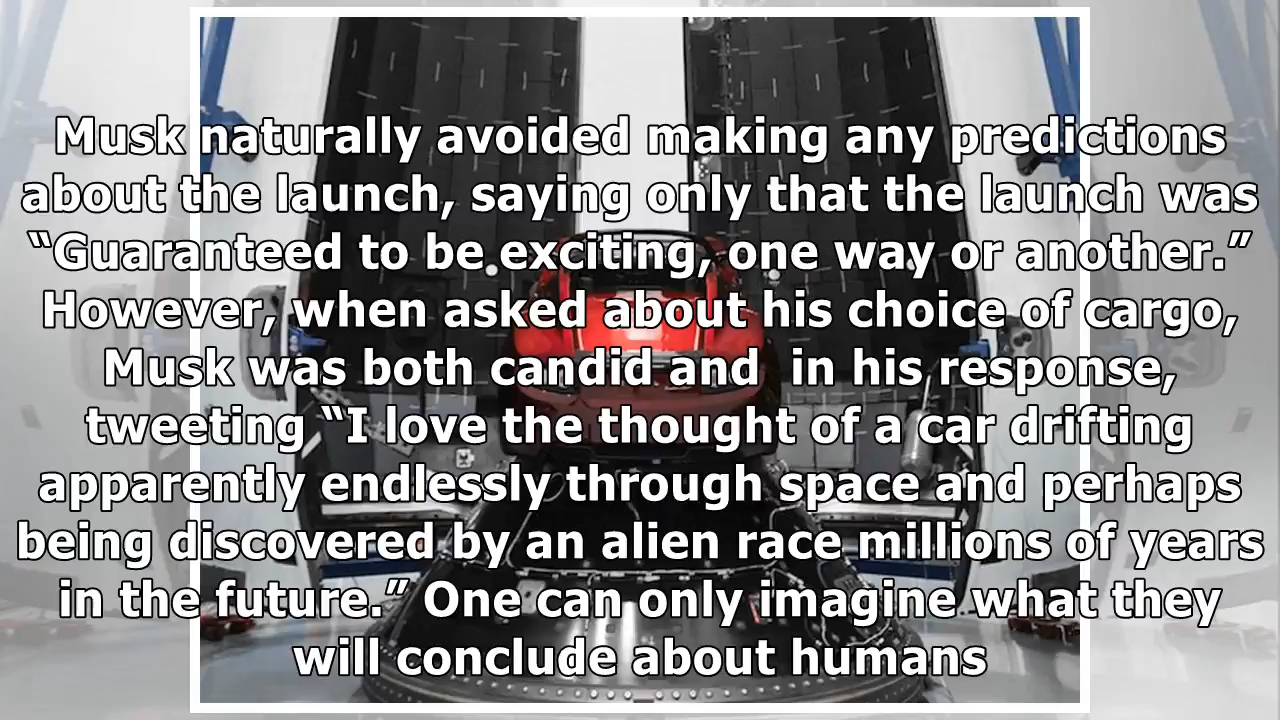 Musk naturally avoided making any predictions
about the launch, saying only that the launch was
“Guaranteed to be exciting, one way or another.”
However, when asked about his choice of cargo,
Musk was both candid and  in his response,
tweeting “I love the thought of a car drifting
apparently endlessly through space and perhaps
being discovered by an alien race millions of years
in the future.” One can only imagine what they
will conclude about humans